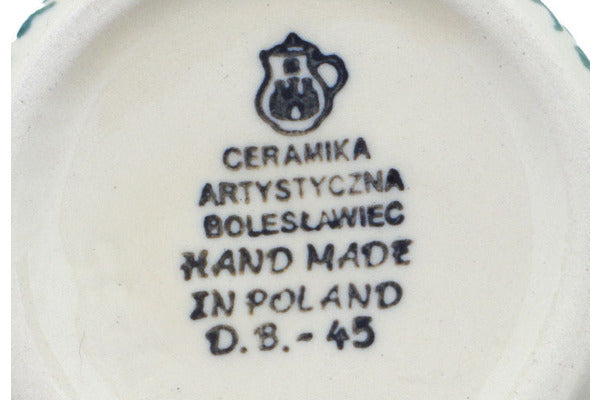 CERAMIKA
ARTYSTYCZNA
BOLESŁAWIEC
HAND MADE
IN POLAND
D.B.-45